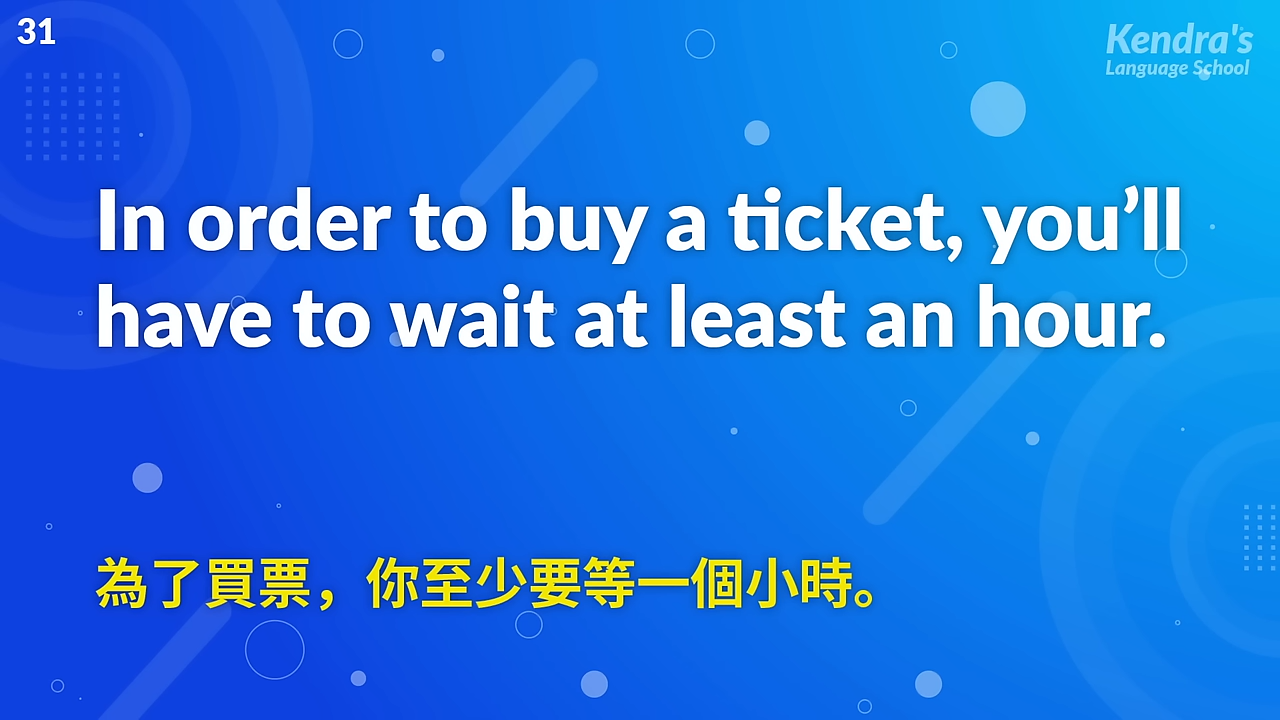 31
Kendra's
Language School
In order to buy a ticket, you’ll
have to wait at least an hour.
為了買票，你至少要等一個小時。